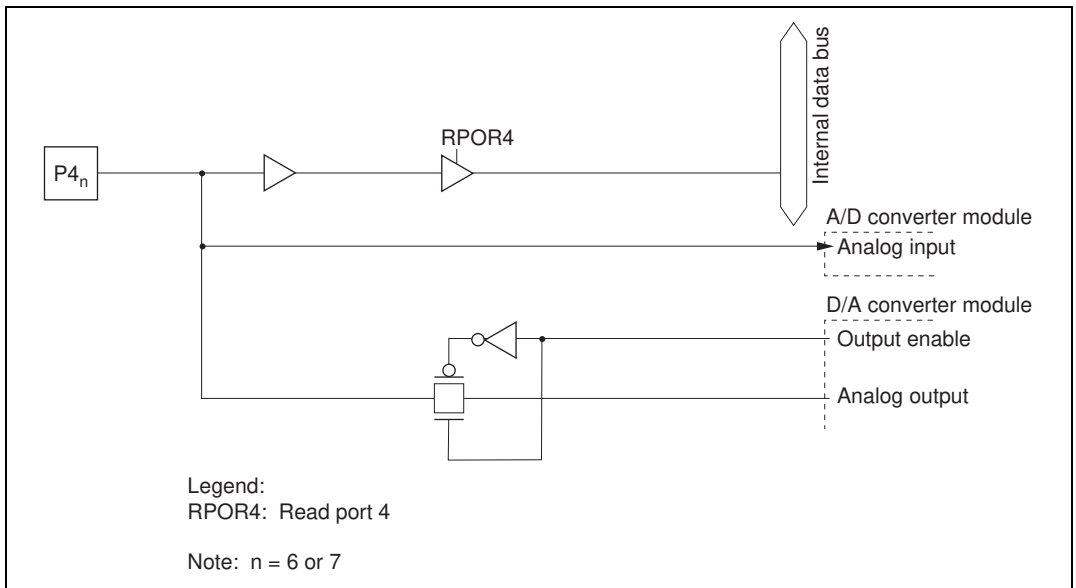 Internal data bus
RPOR4
P4n
A/D converter module
Analog input
D/A converter module
Output enable
Analog output
Legend:
RPOR4: Read port 4
Note: n = 6 or 7